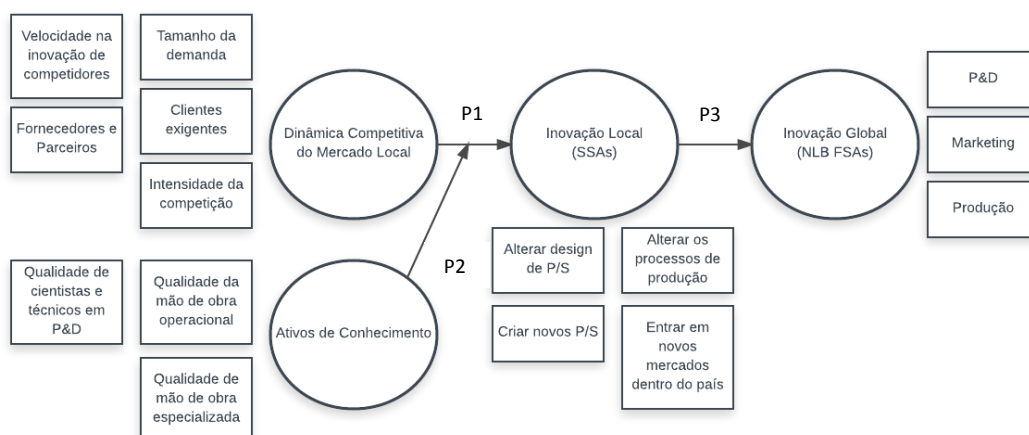 Velocidade na
inovação de
competidores
Tamanho da
demanda
Fornecedores e
Parceiros
Clientes
exigentes
Intensidade da
competição
Dinâmica Competitiva
do Mercado Local
P1
Inovação Local
(SSAs)
P3
Inovação Global
(NLB FSAs)
P&D
Marketing
Produção
P2
Qualidade de
cientistas e
técnicos em
P&D
Qualidade da
mão de obra
operacional
Qualidade de
mão de obra
especializada
Ativos de Conhecimento
Alterar design
de P/S
Alterar os
processos de
produção
Criar novos P/S
Entrar em
novos
mercados
dentro do país